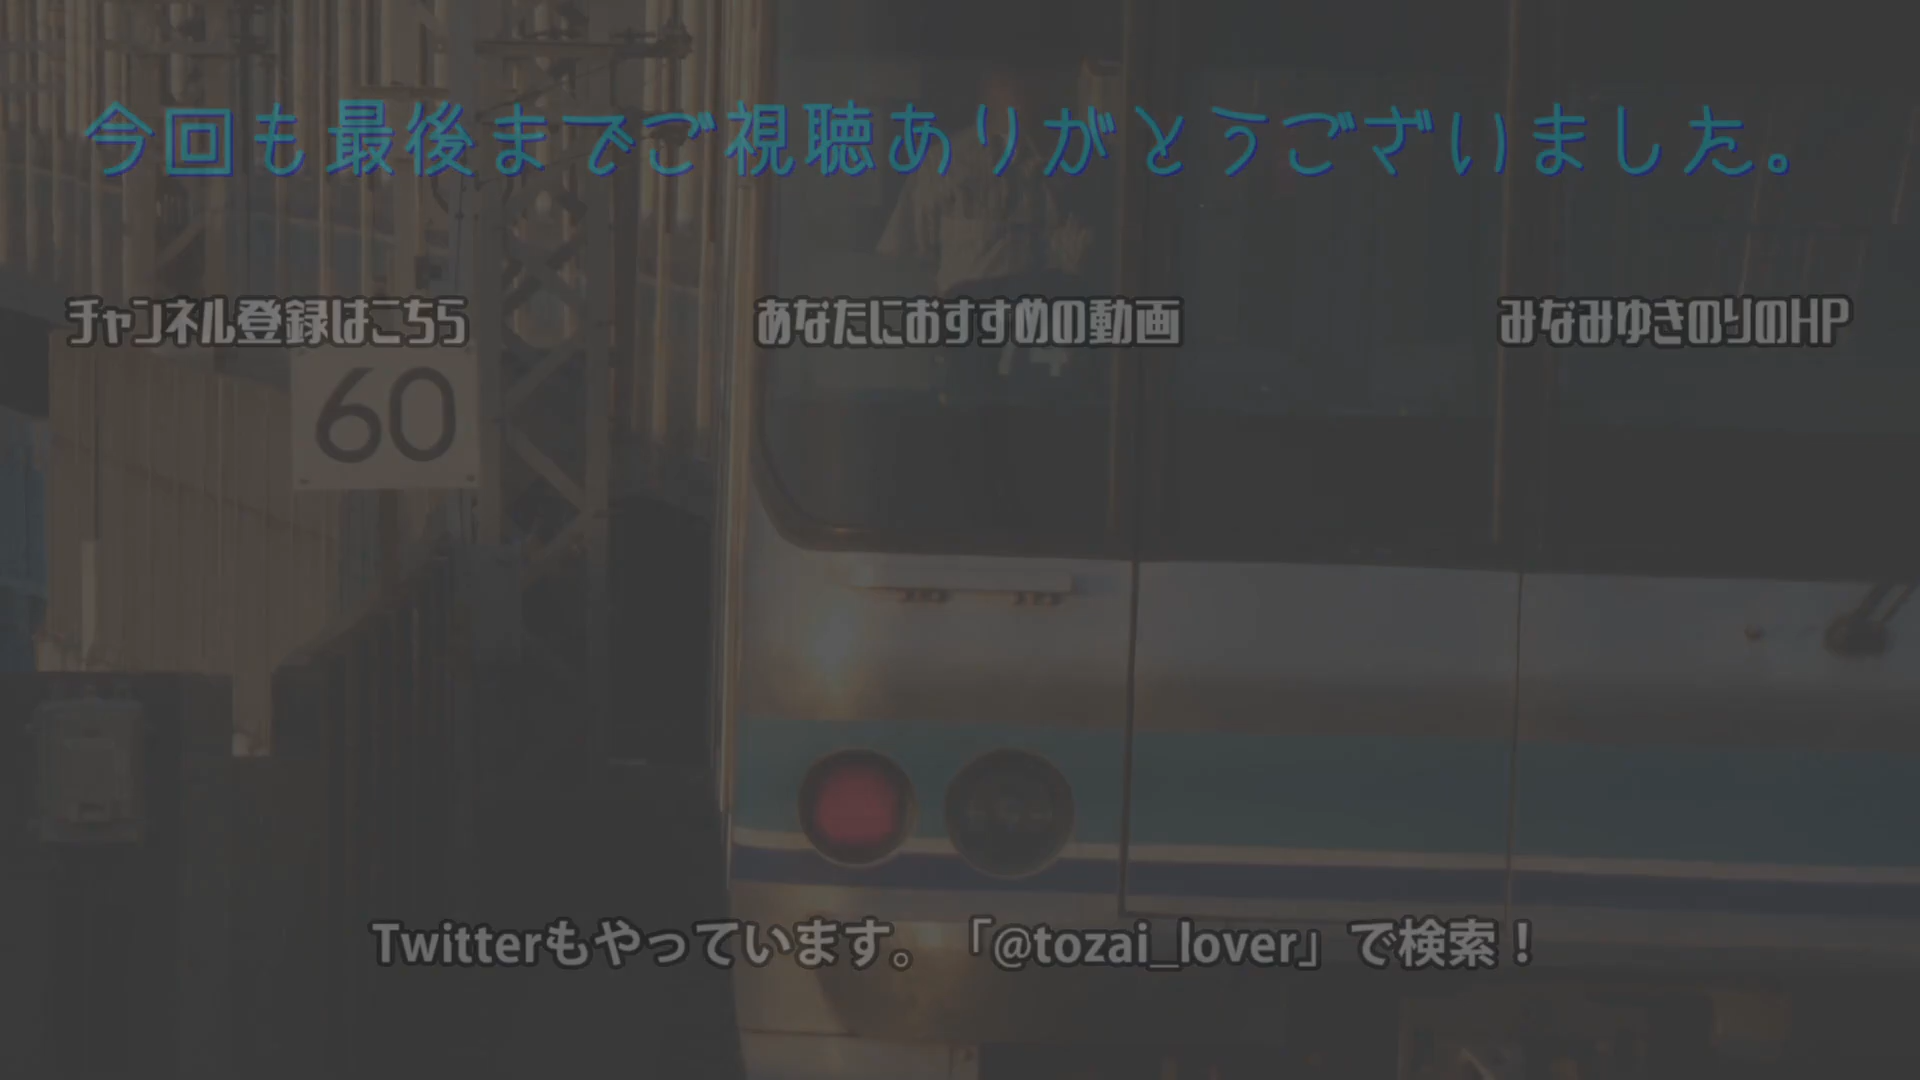 今回も最後までご視聴ありがとうございました。
チャンネル登録はこちら
あなたにおすすめの動画
みなみゆきのりのHP
60
Twitterもやっています。「@tozai_lover」で検索！